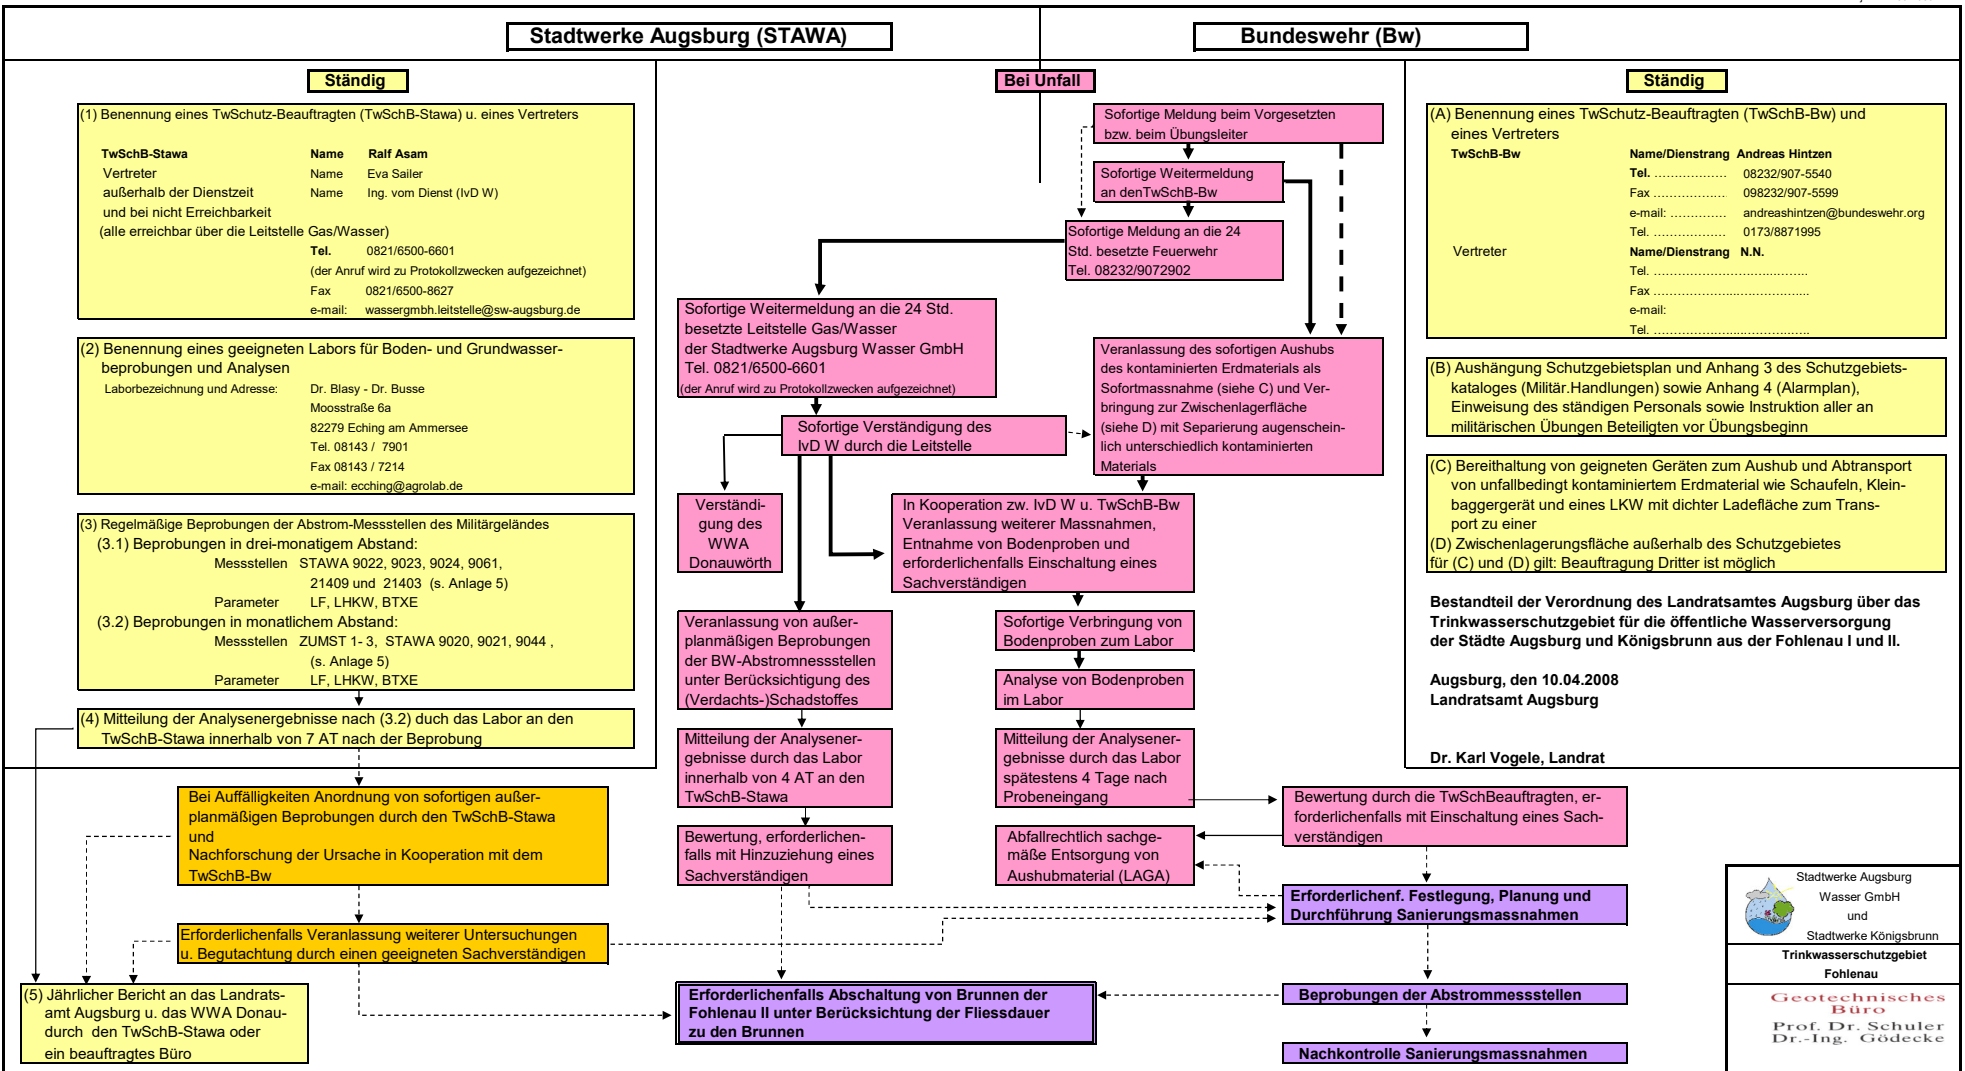 Stadtwerke Augsburg (STAWA)
Bundeswehr (Bw)
Ständig
(1) Benennung eines TwSchutz-Beauftragten (TwSchB-Stawa) u. eines Vertreters
TwSchB-Stawa Name Ralf Asam
Vertreter Name Eva Sailer
außerhalb der Dienstzeit Name Ing. vom Dienst (IvD W)
und bei nicht Erreichbarkeit
(alle erreichbar über die Leitstelle Gas/Wasser)
Tel. 0821/6500-6601
(der Anruf wird zu Protokollzwecken aufgezeichnet)
Fax 0821/6500-8627
e-mail: wassergmbh.leitstelle@sw-augsburg.de
(2) Benennung eines geeigneten Labors für Boden- und Grundwasser-
beprobungen und Analysen
Laborbezeichnung und Adresse: Dr. Blasy - Dr. Busse
Moosstraße 6a
82279 Eching am Ammersee
Tel. 08143 / 7901
Fax 08143 / 7214
e-mail: ecching@agrolab.de
(3) Regelmäßige Beprobungen der Abstrom-Messstellen des Militärgeländes
(3.1) Beprobungen in drei-monatigem Abstand:
Messstellen STAWA 9022, 9023, 9024, 9061,
21409 und 21403 (s. Anlage 5)
Parameter LF, LHKW, BTXE
(3.2) Beprobungen in monatlichem Abstand:
Messstellen ZUMST 1- 3, STAWA 9020, 9021, 9044 ,
(s. Anlage 5)
Parameter LF, LHKW, BTXE
(4) Mitteilung der Analysenergebnisse nach (3.2) duch das Labor an den
TwSchB-Stawa innerhalb von 7 AT nach der Beprobung
Bei Auffälligkeiten Anordnung von sofortigen außer-
planmäßigen Beprobungen durch den TwSchB-Stawa
und
Nachforschung der Ursache in Kooperation mit dem
TwSchB-Bw
Erforderlichenfalls Veranlassung weiterer Untersuchungen
u. Begutachtung durch einen geeigneten Sachverständigen
(5) Jährlicher Bericht an das Landrats-
amt Augsburg u. das WWA Donau-
durch den TwSchB-Stawa oder
ein beauftragtes Büro
Bei Unfall
Sofortige Meldung beim Vorgesetzten
bzw. beim Übungsleiter
Sofortige Weitermeldung
an denTwSchB-Bw
Sofortige Meldung an die 24
Std. besetzte Feuerwehr
Tel. 08232/9072902
Sofortige Weitermeldung an die 24 Std.
besetzte Leitstelle Gas/Wasser
der Stadtwerke Augsburg Wasser GmbH
Tel. 0821/6500-6601
(der Anruf wird zu Protokollzwecken aufgezeichnet)
Veranlassung des sofortigen Aushubs
des kontaminierten Erdmaterials als
Sofortmassnahme (siehe C) und Ver-
bringung zur Zwischenlagerfläche
(siehe D) mit Separierung augenschein-
lich unterschiedlich kontaminierten
Materials
Sofortige Verständigung des
IvD W durch die Leitstelle
Verständi-
gung des
WWA
Donauwörth
In Kooperation zw. IvD W u. TwSchB-Bw
Veranlassung weiterer Massnahmen,
Entnahme von Bodenproben und
erforderlichenfalls Einschaltung eines
Sachverständigen
Veranlassung von außer-
planmäßigen Beprobungen
der BW-Abstromnessstellen
unter Berücksichtigung des
(Verdachts-)Schadstoffes
Sofortige Verbringung von
Bodenproben zum Labor
Analyse von Bodenproben
im Labor
Mitteilung der Analysener-
gebnisse durch das Labor
innerhalb von 4 AT an den
TwSchB-Stawa
Mitteilung der Analysener-
gebnisse durch das Labor
spätestens 4 Tage nach
Probeneingang
Bewertung, erforderlichen-
falls mit Hinzuziehung eines
Sachverständigen
Abfallrechtlich sachge-
mäße Entsorgung von
Aushubmaterial (LAGA)
Bewertung durch die TwSchBeauftragten, er-
forderlichenfalls mit Einschaltung eines Sach-
verständigen
Erforderlichenf. Festlegung, Planung und
Durchführung Sanierungsmassnahmen
Erforderlichenfalls Abschaltung von Brunnen der
Fohlenau II unter Berücksichtung der Fliessdauer
zu den Brunnen
Beprobungen der Abstrommessstellen
Nachkontrolle Sanierungsmassnahmen
Ständig
(A) Benennung eines TwSchutz-Beauftragten (TwSchB-Bw) und
eines Vertreters
TwSchB-Bw Name/Dienstrang Andreas Hintzen
Tel. .................. 08232/907-5540
Fax .................. 098232/907-5599
e-mail: .............. andreashintzen@bundeswehr.org
Tel. .................. 0173/8871995
Vertreter Name/Dienstrang N.N.
Tel. ......................................
Fax ......................................
e-mail:
Tel. ......................................
(B) Aushängung Schutzgebietsplan und Anhang 3 des Schutzgebiets-
kataloges (Militär.Handlungen) sowie Anhang 4 (Alarmplan),
Einweisung des ständigen Personals sowie Instruktion aller an
militärischen Übungen Beteiligten vor Übungsbeginn
(C) Bereithaltung von geigneten Geräten zum Aushub und Abtransport
von unfallbedingt kontaminiertem Erdmaterial wie Schaufeln, Klein-
baggergerät und eines LKW mit dichter Ladefläche zum Trans-
port zu einer
(D) Zwischenlagerungsfläche außerhalb des Schutzgebietes
für (C) und (D) gilt: Beauftragung Dritter ist möglich
Bestandteil der Verordnung des Landratsamtes Augsburg über das
Trinkwasserschutzgebiet für die öffentliche Wasserversorgung
der Städte Augsburg und Königsbrunn aus der Fohlenau I und II.
Augsburg, den 10.04.2008
Landratsamt Augsburg
Dr. Karl Vogele, Landrat
Stadtwerke Augsburg
Wasser GmbH
und
Stadtwerke Königsbrunn
Trinkwasserschutzgebiet
Fohlenau
Geotechnisches
Büro
Prof. Dr. Schuler
Dr.-Ing. Gödecke